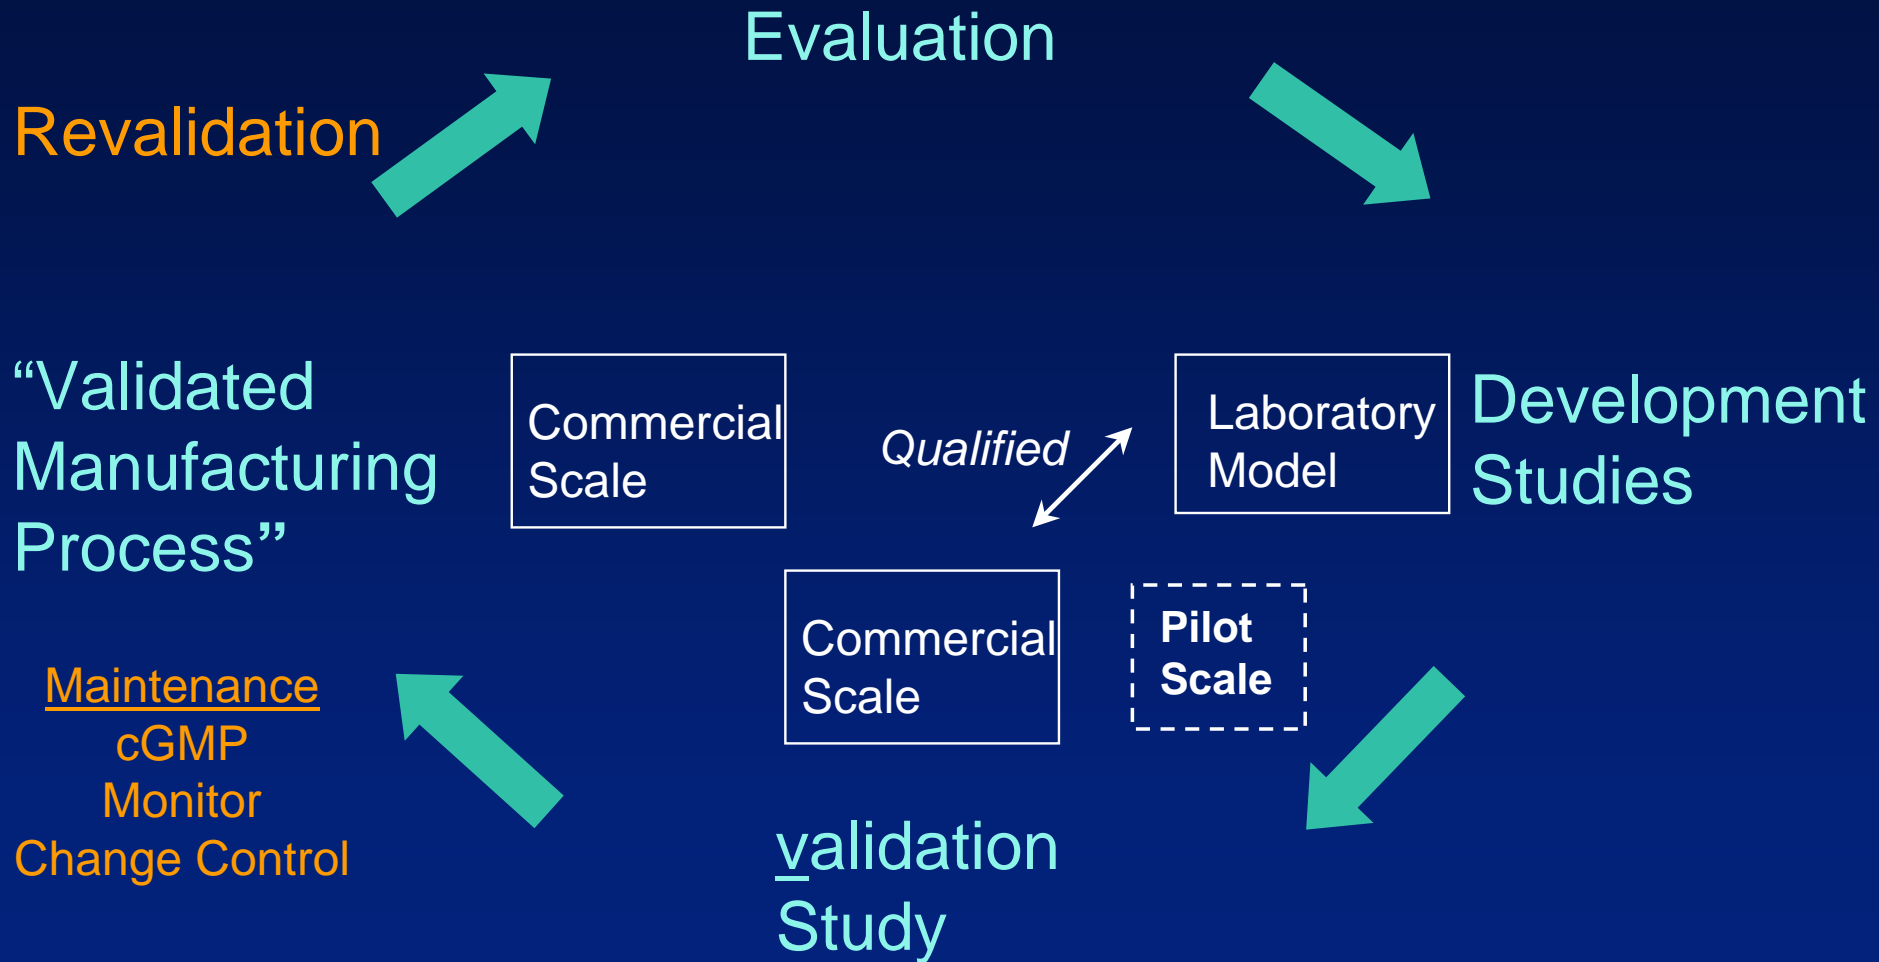 Evaluation
Revalidation
“Validated
Manufacturing
Process”
Commercial
Scale
Qualified
Laboratory
Model
Development
Studies
Commercial
Scale
Pilot
Scale
Maintenance
cGMP
Monitor
Change Control
validation
Study